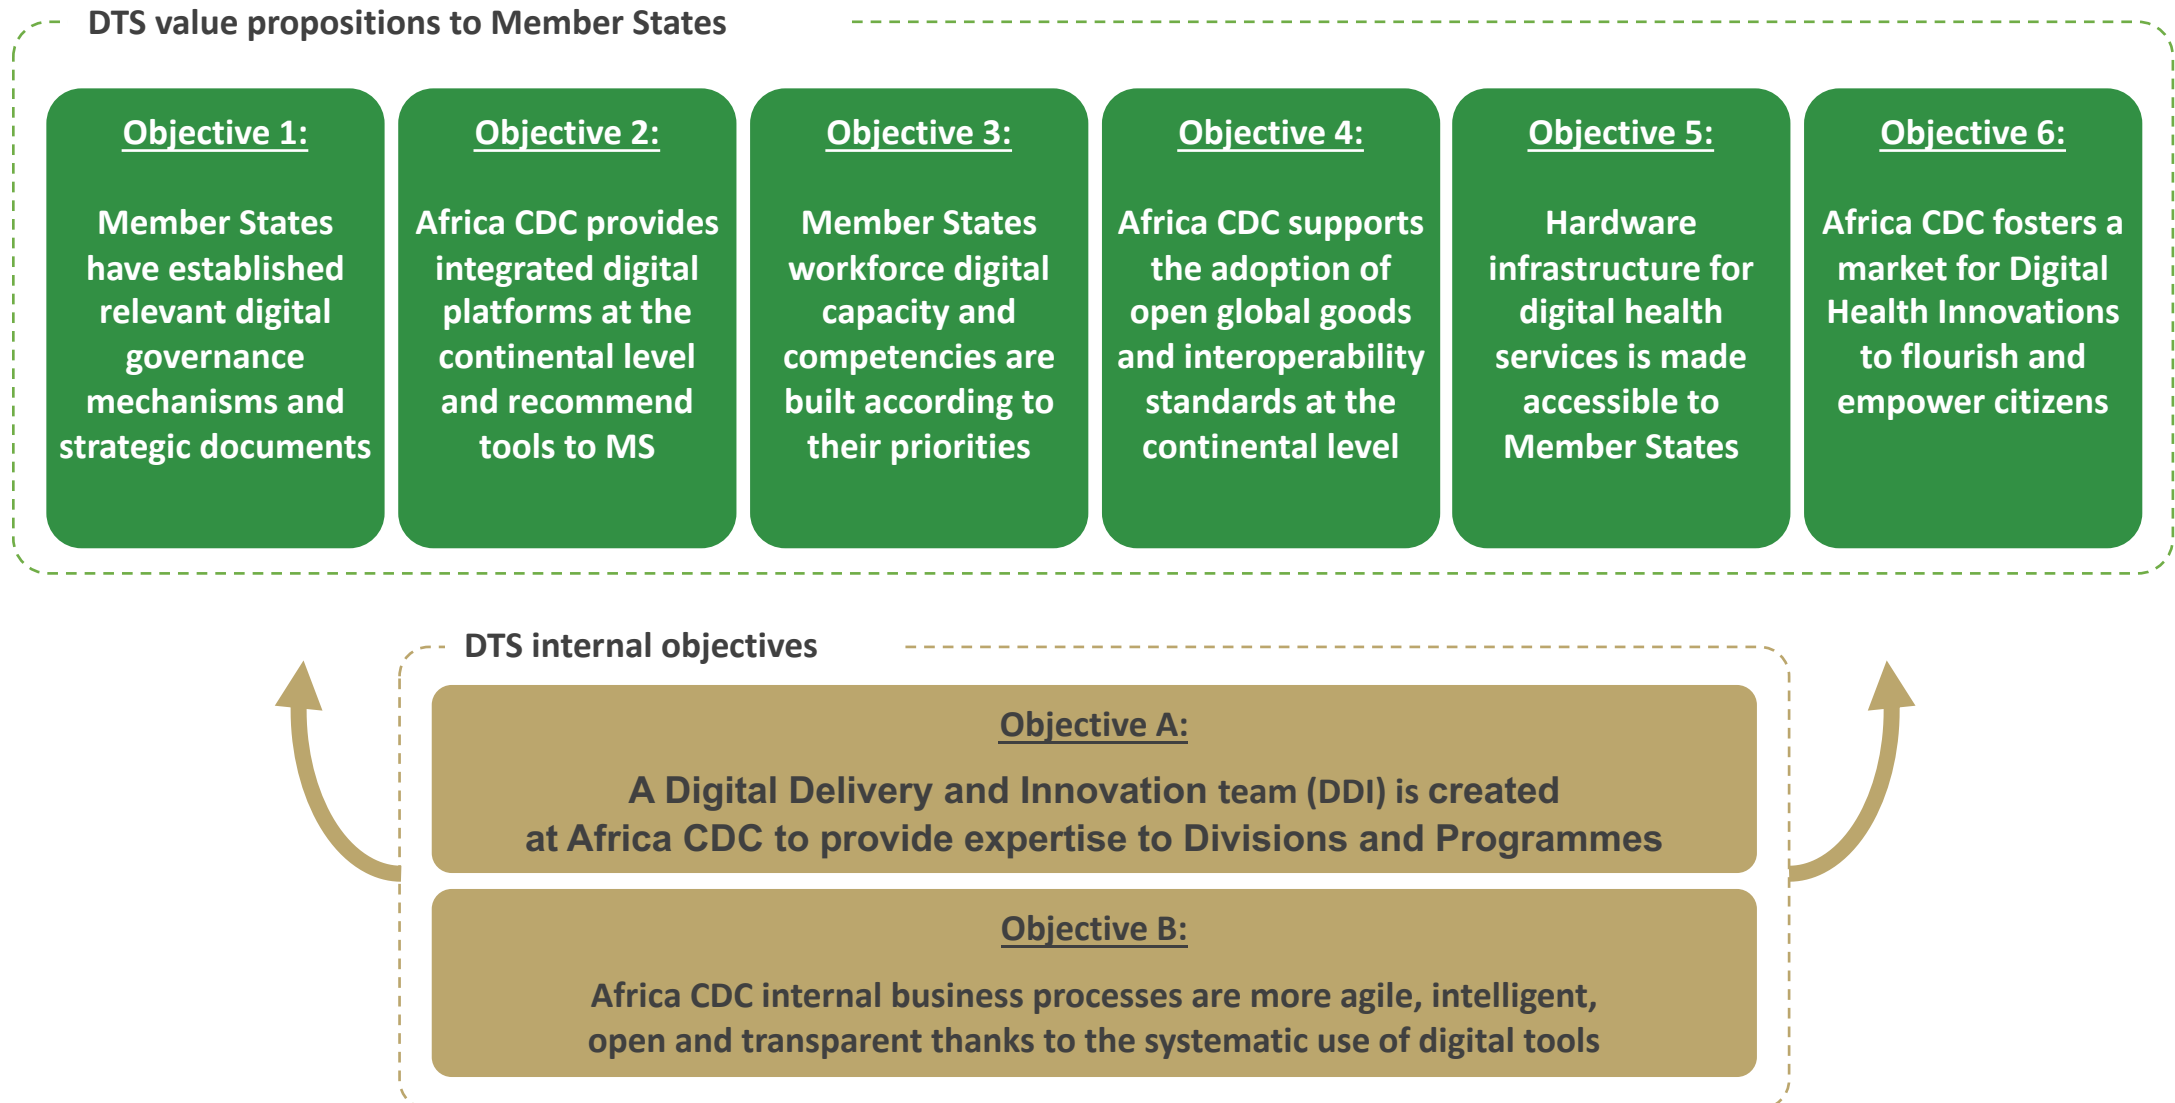 DTS value propositions to Member States
Objective 1:
Member States
have established
relevant digital
governance
mechanisms and
strategic documents
Objective 2:
Africa CDC provides
integrated digital
platforms at the
continental level
and recommend
tools to MS
Objective 3:
Member States
workforce digital
capacity and
competencies are
built according to
their priorities
Objective 4:
Africa CDC supports
the adoption of
open global goods
and interoperability
standards at the
continental level
Objective 5:
Hardware
infrastructure for
digital health
services is made
accessible to
Member States
Objective 6:
Africa CDC fosters a
market for Digital
Health Innovations
to flourish and
empower citizens
DTS internal objectives
Objective A:
A Digital Delivery and Innovation team (DDI) is created
at Africa CDC to provide expertise to Divisions and Programmes
Objective B:
Africa CDC internal business processes are more agile, intelligent,
open and transparent thanks to the systematic use of digital tools